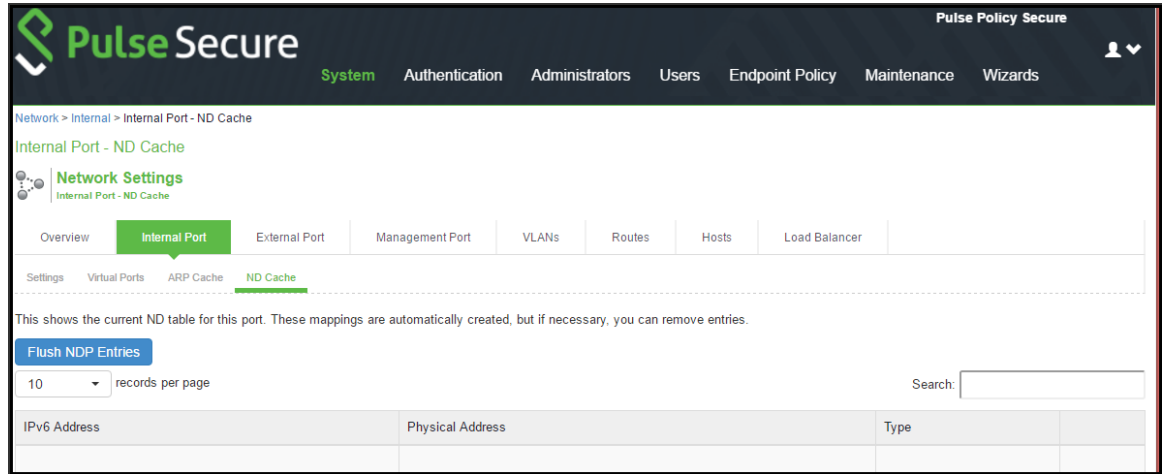 Pulse Policy Secure
Pulse Secure
System Authentication Administrators Users Endpoint Policy Maintenance Wizards
Network > Internal > Internal Port - ND Cache
Internal Port - ND Cache
Network Settings
Internal Port - ND Cache
Overview Internal Port External Port Management Port VLANs Routes Hosts Load Balancer
Settings Virtual Ports ARP Cache ND Cache
This shows the current ND table for this port. These mappings are automatically created, but if necessary, you can remove entries.
Flush NDP Entries
10 records per page Search:
IPv6 Address Physical Address Type